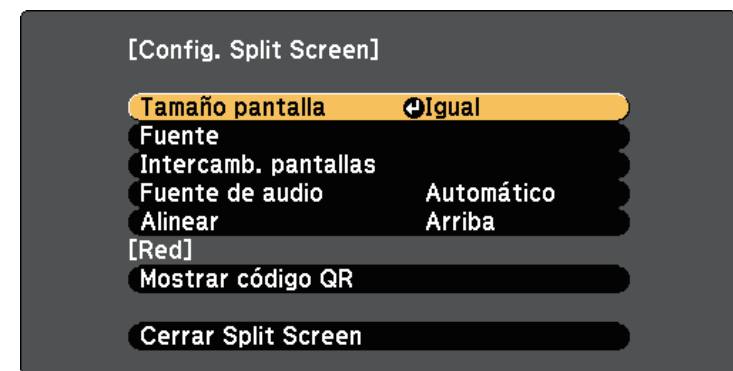 [Config. Split Screen]
Tamaño pantalla Igual
Fuente
Intercamb. pantallas
Fuente de audio Automático
Alinear Arriba
[Red]
Mostrar código QR
Cerrar Split Screen